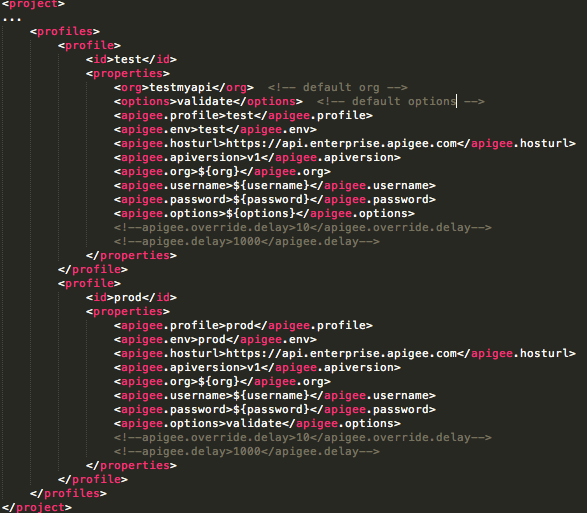 <project>
...
<profiles>
<profile>
<id>test</id>
<properties>
<org>testmyapi</org>  <!-- default org -->
<options>validate</options>  <!-- default options -->
<apigee.profile>test</apigee.profile>
<apigee.env>test</apigee.env>
<apigee.hosturl>https://api.enterprise.apigee.com</apigee.hosturl>
<apigee.apiversion>v1</apigee.apiversion>
<apigee.org>${org}</apigee.org>
<apigee.username>${username}</apigee.username>
<apigee.password>${password}</apigee.password>
<apigee.options>${options}</apigee.options>
<!--apigee.override.delay>10</apigee.override.delay-->
<!--apigee.delay>1000</apigee.delay-->
</properties>
</profile>
<profile>
<id>prod</id>
<properties>
<apigee.profile>prod</apigee.profile>
<apigee.env>prod</apigee.env>
<apigee.hosturl>https://api.enterprise.apigee.com</apigee.hosturl>
<apigee.apiversion>v1</apigee.apiversion>
<apigee.org>${org}</apigee.org>
<apigee.username>${username}</apigee.username>
<apigee.password>${password}</apigee.password>
<apigee.options>validate</apigee.options>
<!--apigee.override.delay>10</apigee.override.delay-->
<!--apigee.delay>1000</apigee.delay-->
</properties>
</profile>
</profiles>
</project>